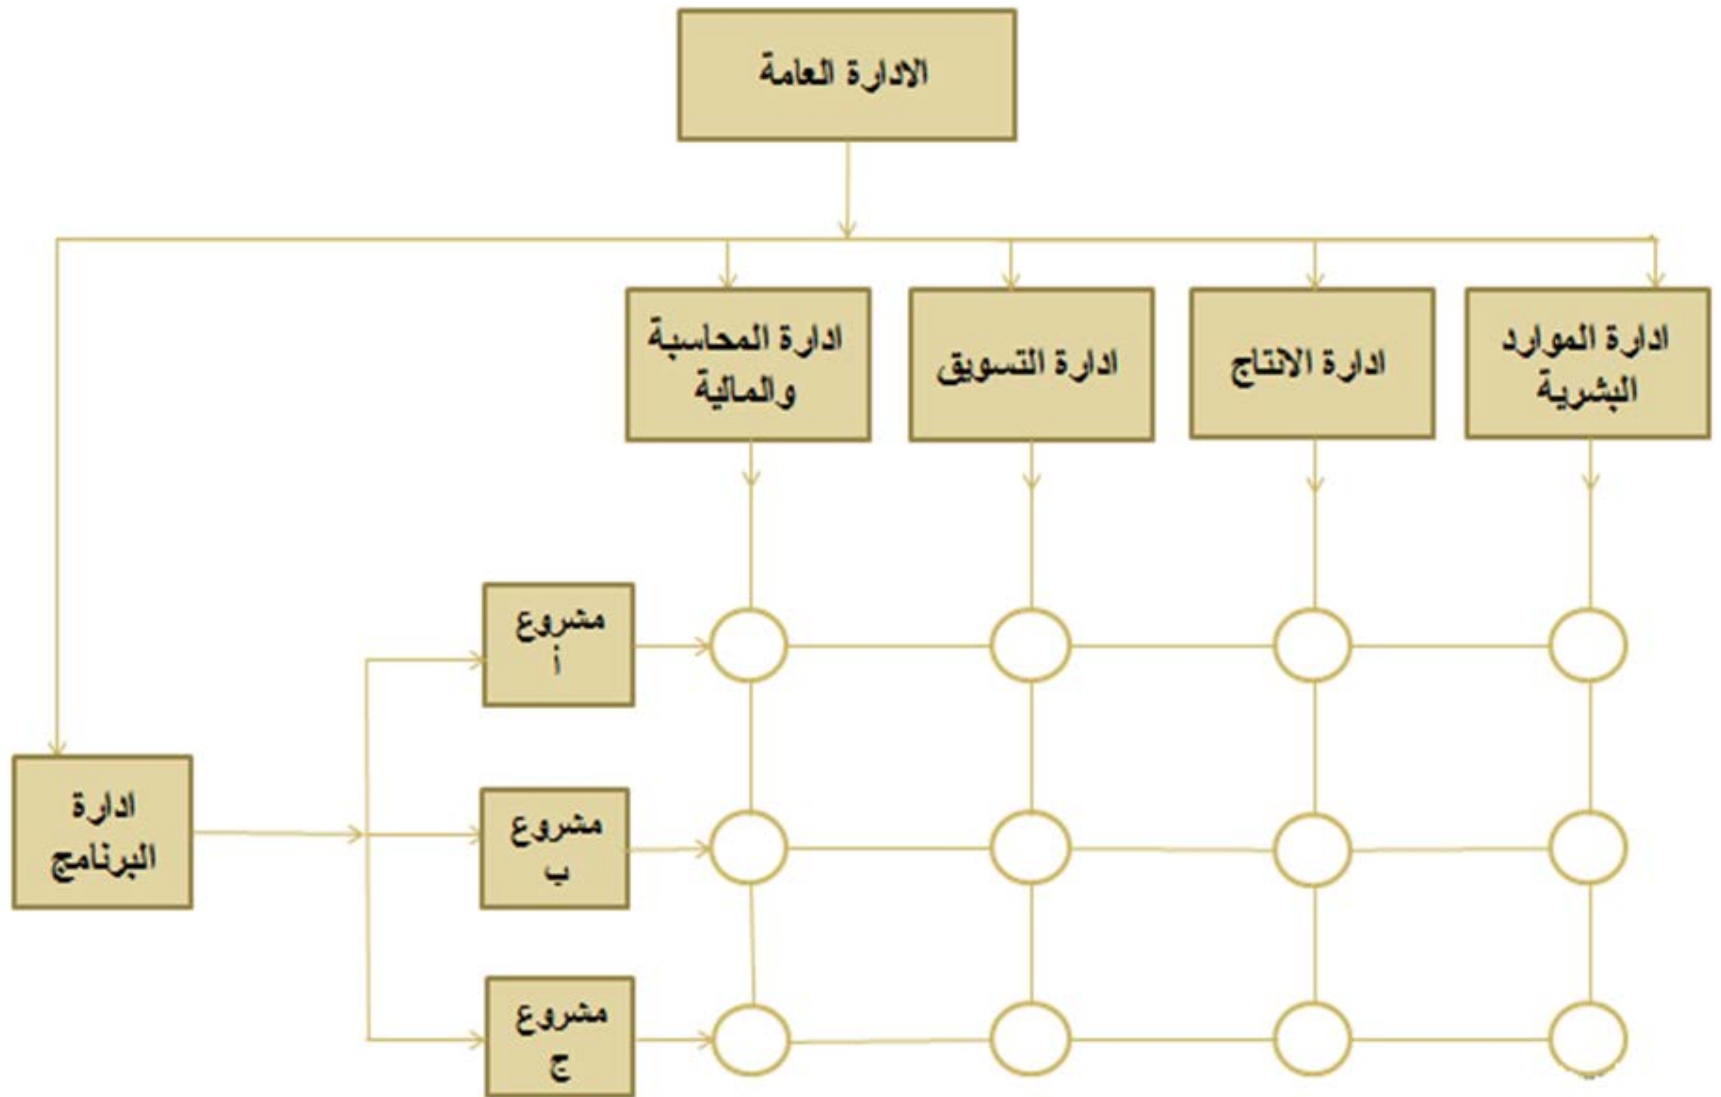 الادارة العامة
ادارة الموارد
البشرية
ادارة الانتاج
ادارة التسويق
ادارة المحاسبة
والمالية
مشروع
أ
ادارة
البرنامج
مشروع
ب
مشروع
ج